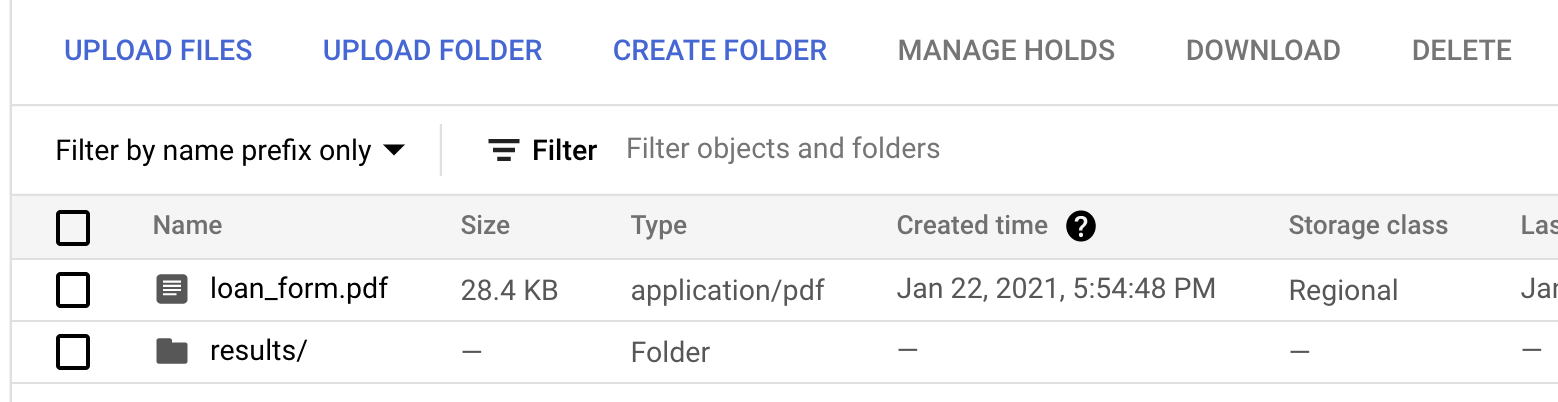 UPLOAD FILES UPLOAD FOLDER CREATE FOLDER MANAGE HOLDS DOWNLOAD DELETE
Filter by name prefix only Filter Filter objects and folders
Name Size Type Created time ? Storage class Las
loan_form.pdf 28.4 KB application/pdf Jan 22, 2021, 5:54:48 PM Regional Jan
results/ — Folder — — —